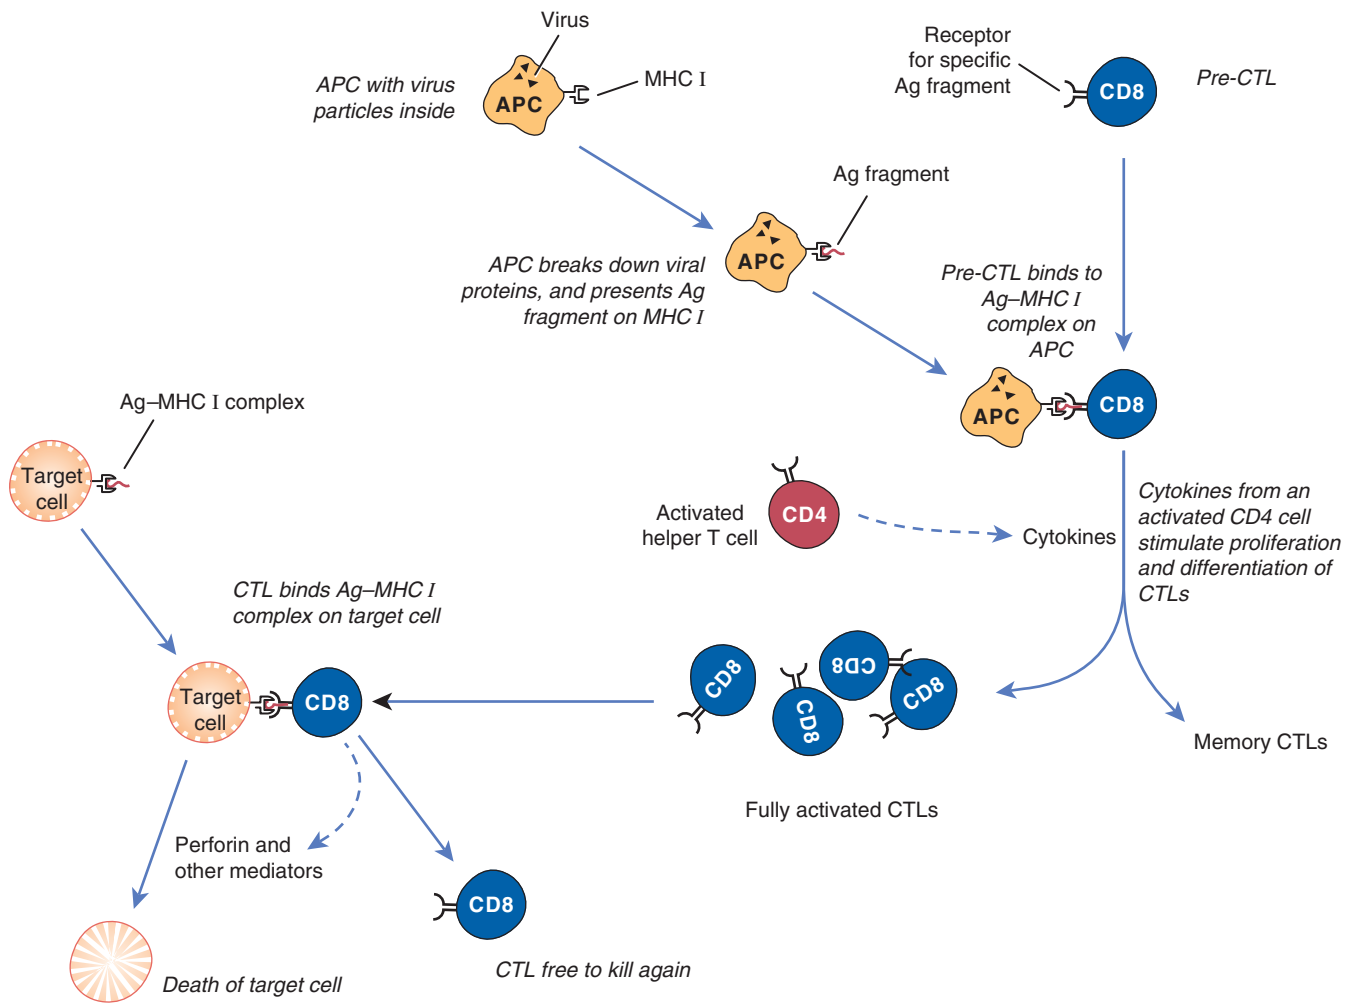 Virus
APC with virus
particles inside
APC
MHC I
Receptor
for specific
Ag fragment
CD8
Pre-CTL
Ag fragment
APC
APC breaks down viral
proteins, and presents Ag
fragment on MHC I
Pre-CTL binds to
Ag–MHC I
complex on
APC
APC
CD8
Ag–MHC I complex
Target
cell
Activated
helper T cell
CD4
Cytokines
Cytokines from an
activated CD4 cell
stimulate proliferation
and differentiation of
CTLs
CTL binds Ag–MHC I
complex on target cell
Target
cell
CD8
CD8
CD8
CD8
CD8
Memory CTLs
Fully activated CTLs
Perforin and
other mediators
CD8
Death of target cell
CTL free to kill again